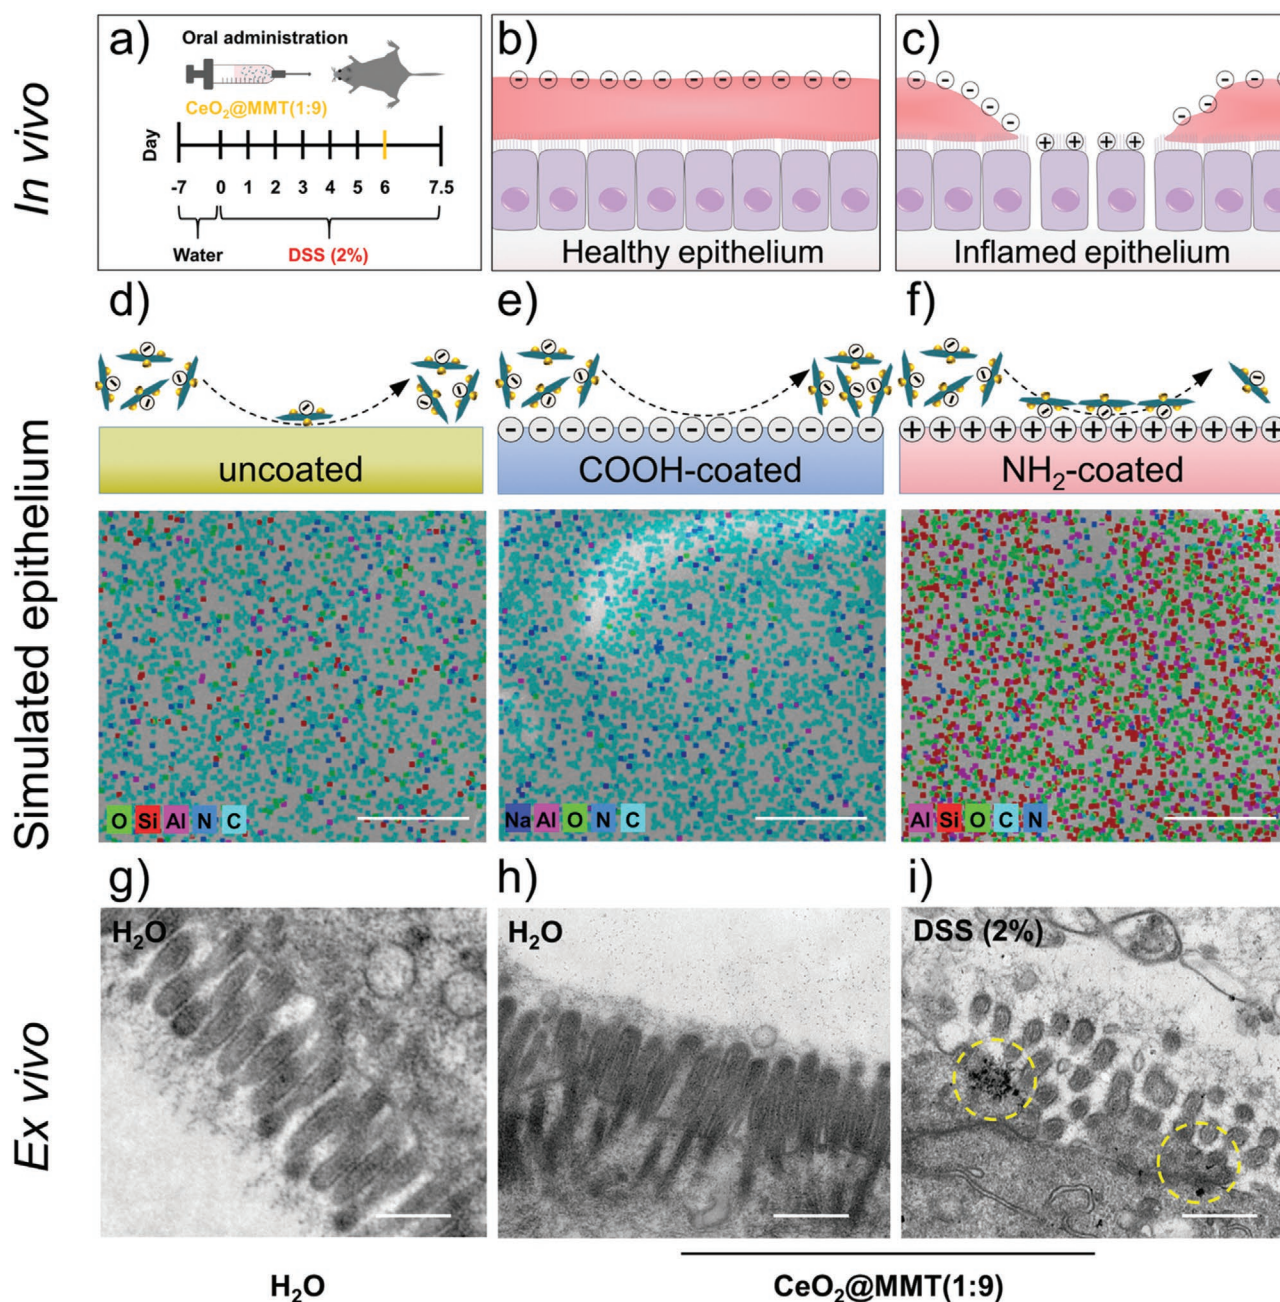 In vivo
a)
Oral administration
CeO2@MMT(1:9)
Day
-7 0 1 2 3 4 5 6 7.5
Water DSS (2%)
b)
Healthy epithelium
c)
Inflamed epithelium
Simulated epithelium
d)
uncoated
O Si Al N C
e)
COOH-coated
Na Al O N C
f)
NH2-coated
Al Si O C N
Ex vivo
g)
H2O
h)
H2O
i)
DSS (2%)
H2O
CeO2@MMT(1:9)